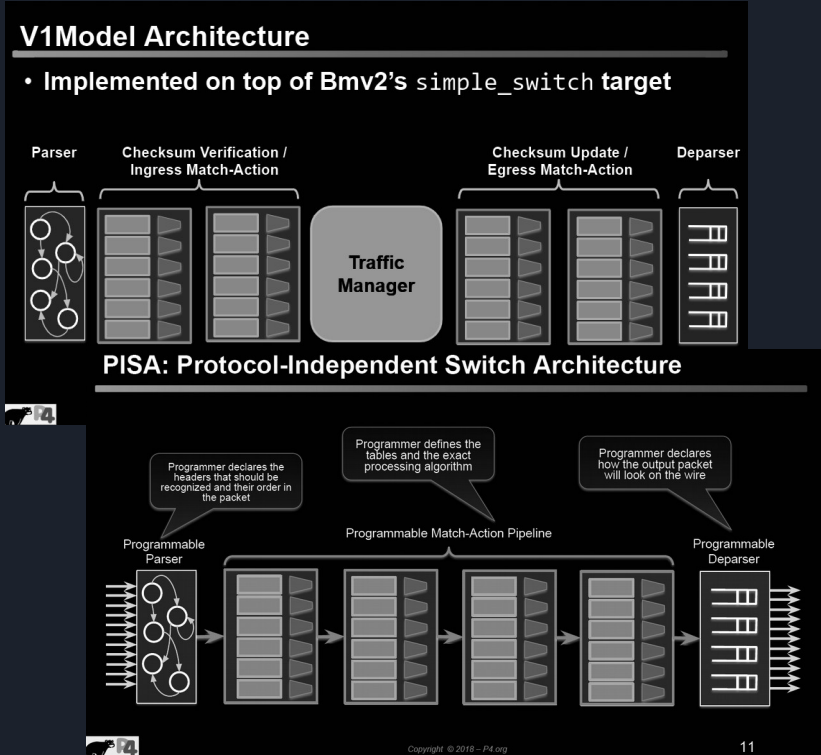 V1Model Architecture
• Implemented on top of Bmv2's simple_switch target
Parser
Checksum Verification /
Ingress Match-Action
Checksum Update /
Egress Match-Action
Deparser
Traffic
Manager
P4
PISA: Protocol-Independent Switch Architecture
Programmer declares the
headers that should be
recognized and their order in
the packet
Programmer defines the
tables and the exact
processing algorithm
Programmer declares
how the output packet
will look on the wire
Programmable
Parser
Programmable Match-Action Pipeline
Programmable
Deparser
P4
Copyright © 2018 – P4.org
11